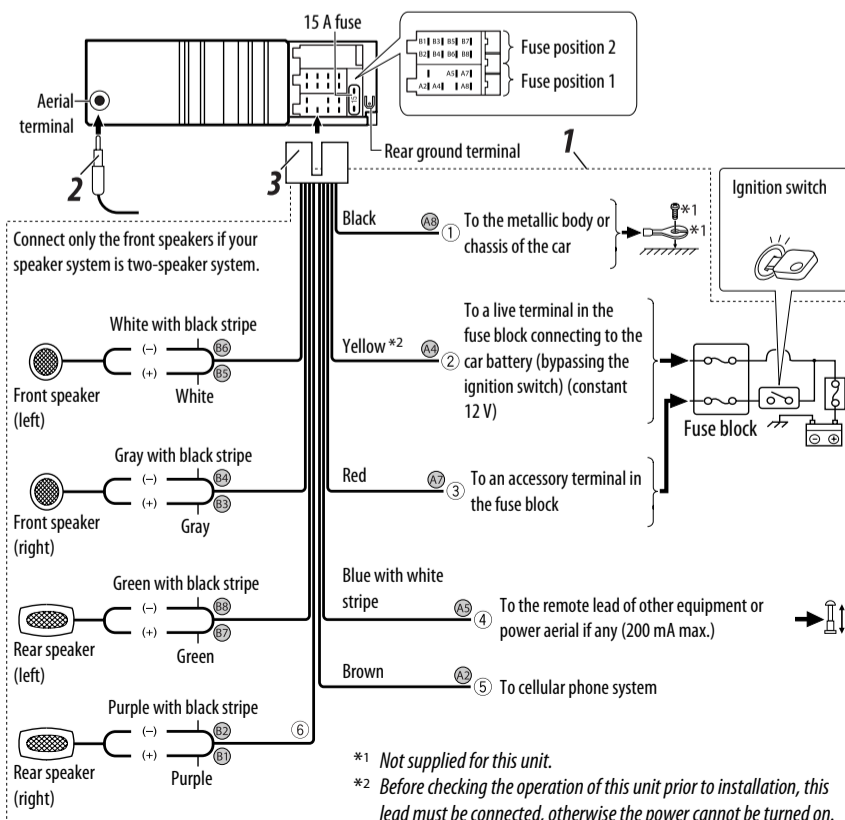 15 A fuse
B1 B3 B5 B7
B2 B4 B6 B8
A5 A7
A2 A4 A8
Fuse position 2
Fuse position 1
Aerial
terminal
15
2
3
Rear ground terminal
1
Ignition switch
Connect only the front speakers if your
speaker system is two-speaker system.
Black
A8
① To the metallic body or
chassis of the car
*1
*1
White with black stripe
(–) B6
(+) B5
White
Front speaker
(left)
Yellow *2
A4
② To a live terminal in the
fuse block connecting to the
car battery (bypassing the
ignition switch) (constant
12 V)
Fuse block
Gray with black stripe
(–) B4
(+) B3
Gray
Front speaker
(right)
Red
A7
③ To an accessory terminal in
the fuse block
Green with black stripe
(–) B8
(+) B7
Green
Rear speaker
(left)
Blue with white
stripe
A5
④ To the remote lead of other equipment or
power aerial if any (200 mA max.)
Brown
A2
⑤ To cellular phone system
Purple with black stripe
(–) B2
(+) B1
Purple
⑥
Rear speaker
(right)
*1 Not supplied for this unit.
*2 Before checking the operation of this unit prior to installation, this
lead must be connected, otherwise the power cannot be turned on.